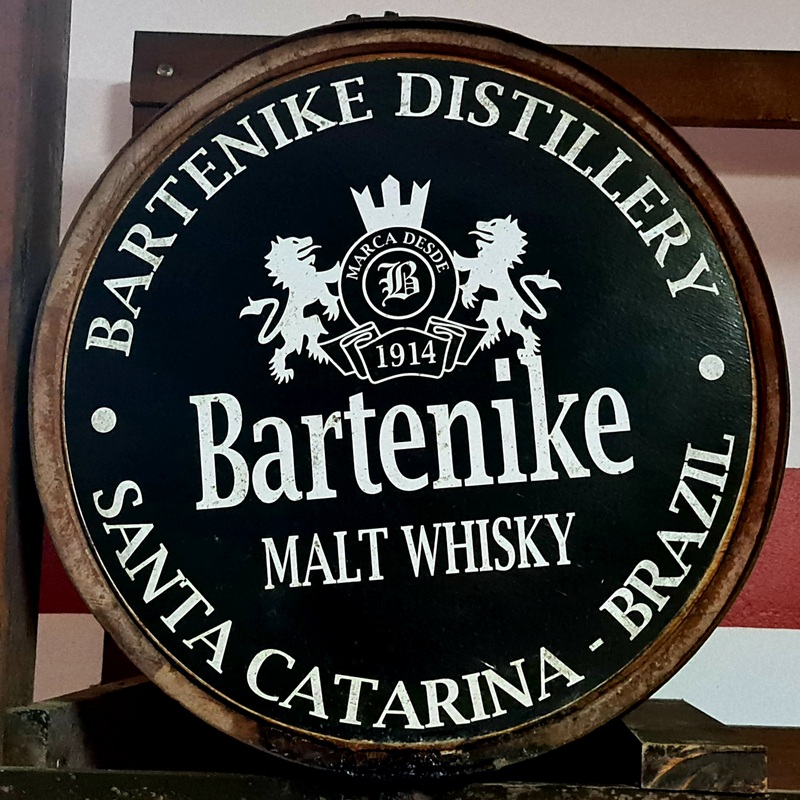 BARTENIKE DISTILLERY
MARCA DESDE
B
1914
Bartenike
MALT WHISKY
SANTA CATARINA - BRAZIL